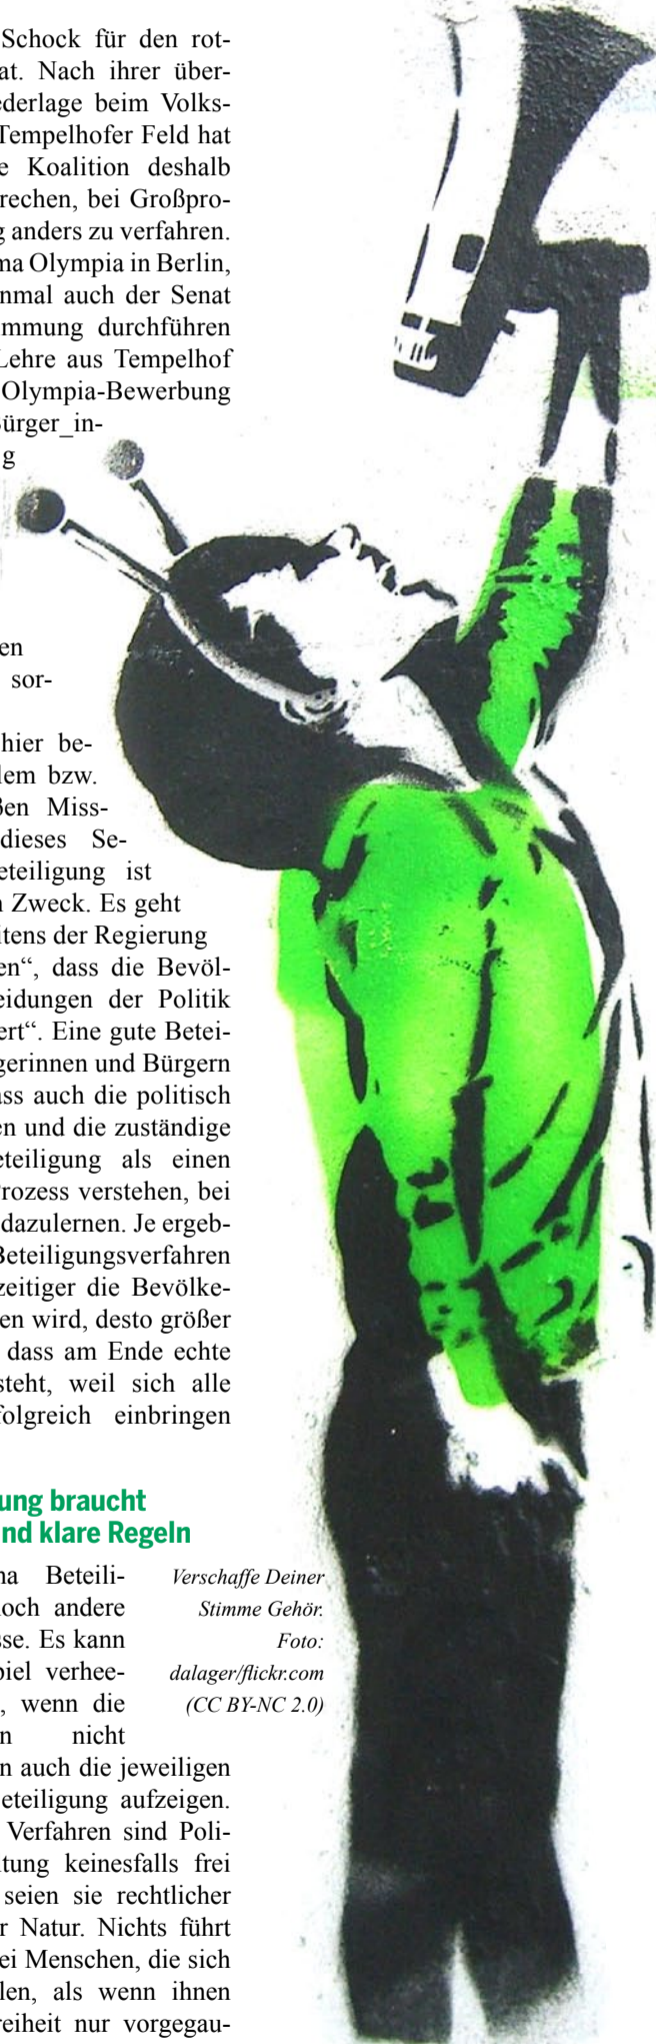 Schock für den rot-
at. Nach ihrer über-
ederlage beim Volks-
Tempelhofer Feld hat
e Koalition deshalb
rechen, bei Großpro-
g anders zu verfahren.
ma Olympia in Berlin,
nmal auch der Senat
immung durchführen
Lehre aus Tempelhof
Olympia-Bewerbung
Bürger_in-
g
en
sor-
hier be-
lem bzw.
ßen Miss-
dieses Se-
eteiligung ist
n Zweck. Es geht
itens der Regierung
en“, dass die Bevöl-
eidungen der Politik
ert“. Eine gute Betei-
gerinnen und Bürgern
ass auch die politisch
en und die zuständige
eteiligung als einen
Prozess verstehen, bei
dazulernen. Je ergeb-
Beteiligungsverfahren
zeitiger die Bevölke-
en wird, desto größer
dass am Ende echte
steht, weil sich alle
folgreich einbringen
ung braucht
nd klare Regeln
ma Beteili-
noch andere
sse. Es kann
piel verhee-
, wenn die
n nicht
n auch die jeweiligen
eteiligung aufzeigen.
Verfahren sind Poli-
ltung keinesfalls frei
seien sie rechtlicher
r Natur. Nichts führt
ei Menschen, die sich
len, als wenn ihnen
reiheit nur vorgegau-
Verschaffe Deiner
Stimme Gehör.
Foto:
dalager/flickr.com
(CC BY-NC 2.0)